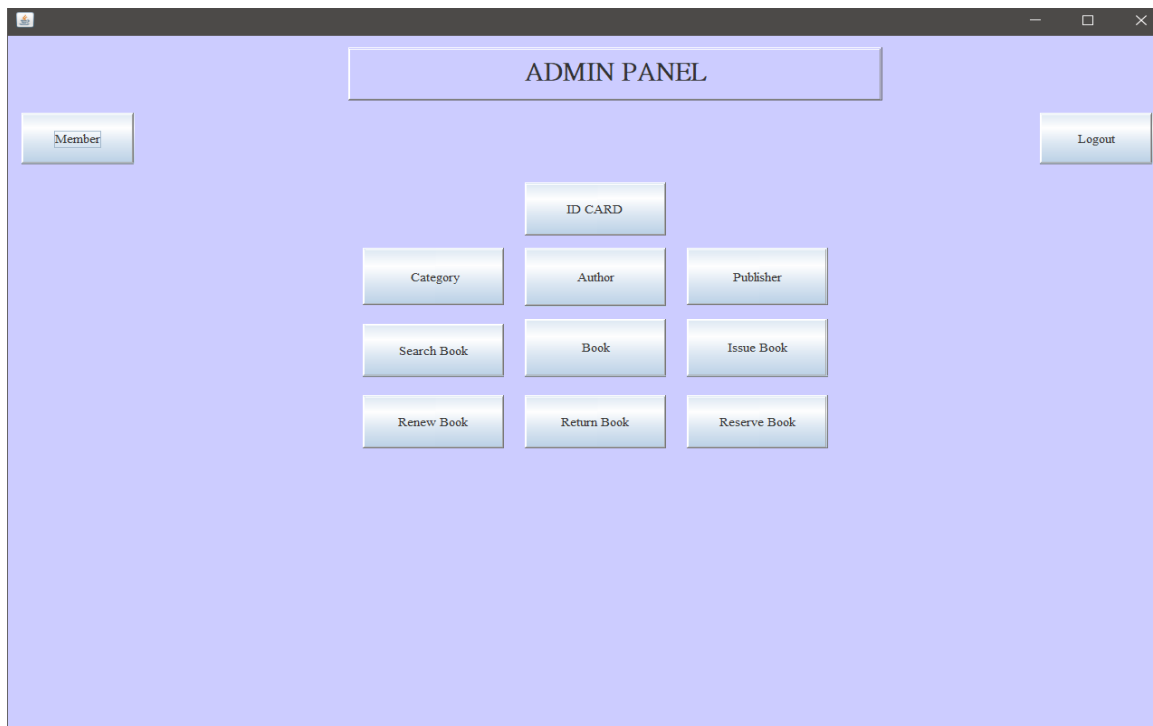 ADMIN PANEL
Member
Logout
ID CARD
Category
Author
Publisher
Search Book
Book
Issue Book
Renew Book
Return Book
Reserve Book